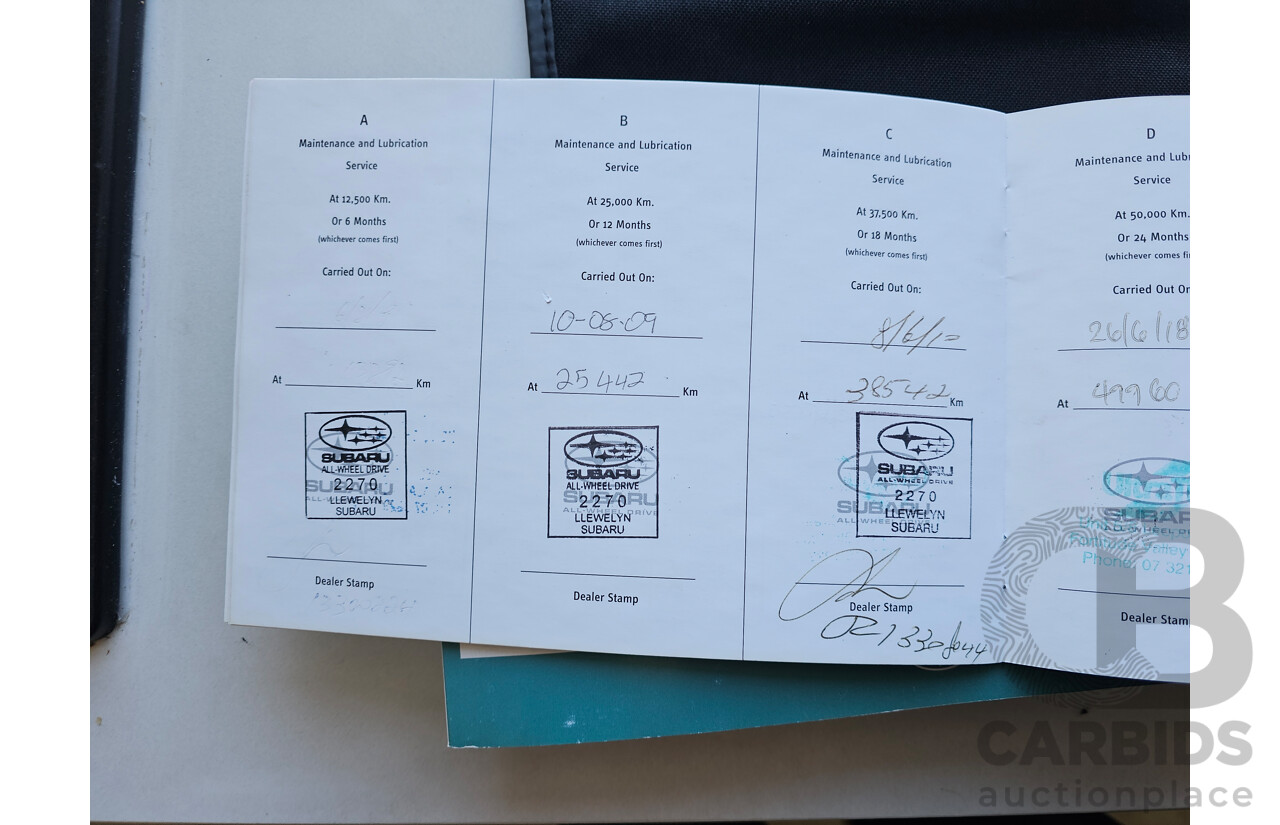 A
Maintenance and Lubrication
Service
At 12,500 Km.
Or 6 Months
(whichever comes first)
Carried Out On:
At Km
SUBARU
ALL-WHEEL DRIVE
2270
LLEWELYN
SUBARU
Dealer Stamp
B
Maintenance and Lubrication
Service
At 25,000 Km.
Or 12 Months
(whichever comes first)
Carried Out On:
10-08-09
At 25442 Km
SUBARU
ALL-WHEEL DRIVE
2270
LLEWELYN
SUBARU
Dealer Stamp
C
Maintenance and Lubrication
Service
At 37,500 Km.
Or 18 Months
(whichever comes first)
Carried Out On:
8/6/10
At 38542 Km
SUBARU
ALL-WHEEL DRIVE
2270
LLEWELYN
SUBARU
Dealer Stamp
D
Maintenance and Lubr
Service
At 50,000 Km.
Or 24 Months
(whichever comes fir
Carried Out On
26/6/18
At 49960
SUBAR
Valley
Phone: 07 321
Dealer Stam
CB
CARBIDS
auctionplace